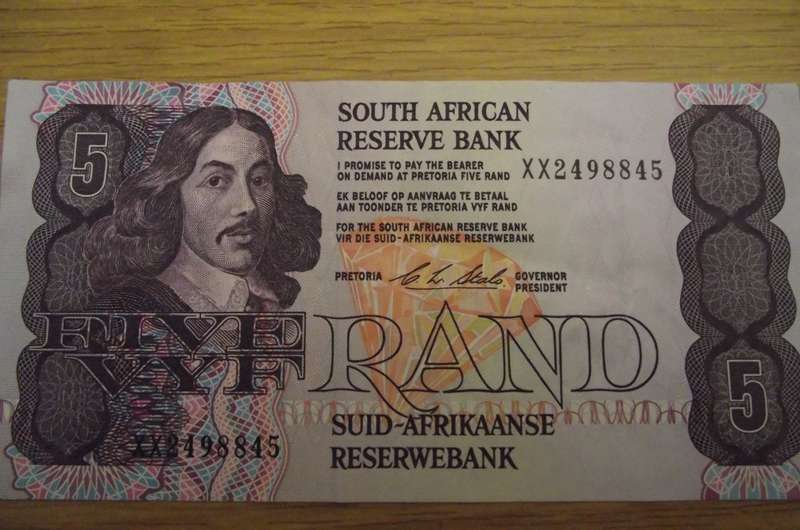 5
SOUTH AFRICAN
RESERVE BANK
I PROMISE TO PAY THE BEARER
ON DEMAND AT PRETORIA FIVE RAND
XX2498845
EK BELOOF OP AANVRAAG TE BETAAL
AAN TOONDER TE PRETORIA VYF RAND
FOR THE SOUTH AFRICAN RESERVE BANK
VIR DIE SUID-AFRIKAANSE RESERWEBANK
PRETORIA C L Stals GOVERNOR
PRESIDENT
FIVE
VYF
RAND
5
SUID-AFRIKAANSE
RESERWEBANK
XX2498845